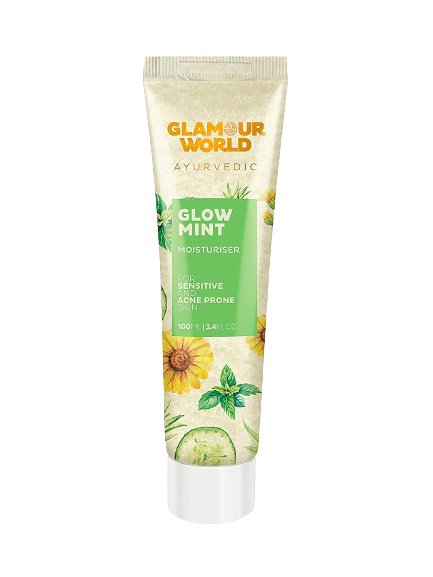 GLAMOUR
WORLD
AYURVEDIC
GLOW
MINT
MOISTURISER
FOR
SENSITIVE
AND
ACNE PRONE
SKIN
100ML | 3.4FL OZ